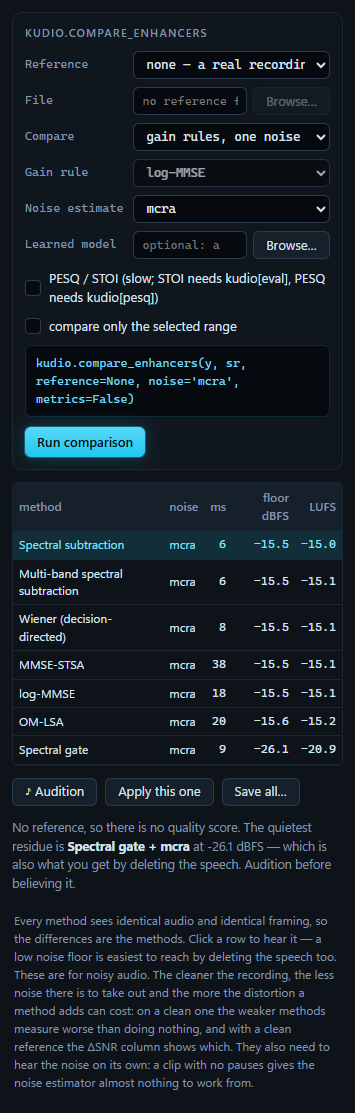 KUDIO.COMPARE_ENHANCERS
Reference none — a real recordin
File no reference f Browse...
Compare gain rules, one noise
Gain rule log-MMSE
Noise estimate mcra
Learned model optional: a Browse...
PESQ / STOI (slow; STOI needs kudio[eval], PESQ
needs kudio[pesq])
compare only the selected range
kudio.compare_enhancers(y, sr,
reference=None, noise='mcra',
metrics=False)
Run comparison
method noise ms floor dBFS LUFS
Spectral subtraction mcra 6 −15.5 −15.0
Multi-band spectral
subtraction mcra 6 −15.5 −15.1
Wiener (decision-
directed) mcra 8 −15.5 −15.1
MMSE-STSA mcra 38 −15.5 −15.1
log-MMSE mcra 18 −15.5 −15.1
OM-LSA mcra 20 −15.6 −15.2
Spectral gate mcra 9 −26.1 −20.9
♪ Audition Apply this one Save all...
No reference, so there is no quality score. The quietest
residue is Spectral gate + mcra at -26.1 dBFS — which is
also what you get by deleting the speech. Audition before
believing it.
Every method sees identical audio and identical framing, so
the differences are the methods. Click a row to hear it — a
low noise floor is easiest to reach by deleting the speech too.
These are for noisy audio. The cleaner the recording, the less
noise there is to take out and the more the distortion a
method adds can cost: on a clean one the weaker methods
measure worse than doing nothing, and with a clean
reference the ΔSNR column shows which. They also need to
hear the noise on its own: a clip with no pauses gives the
noise estimator almost nothing to work from.